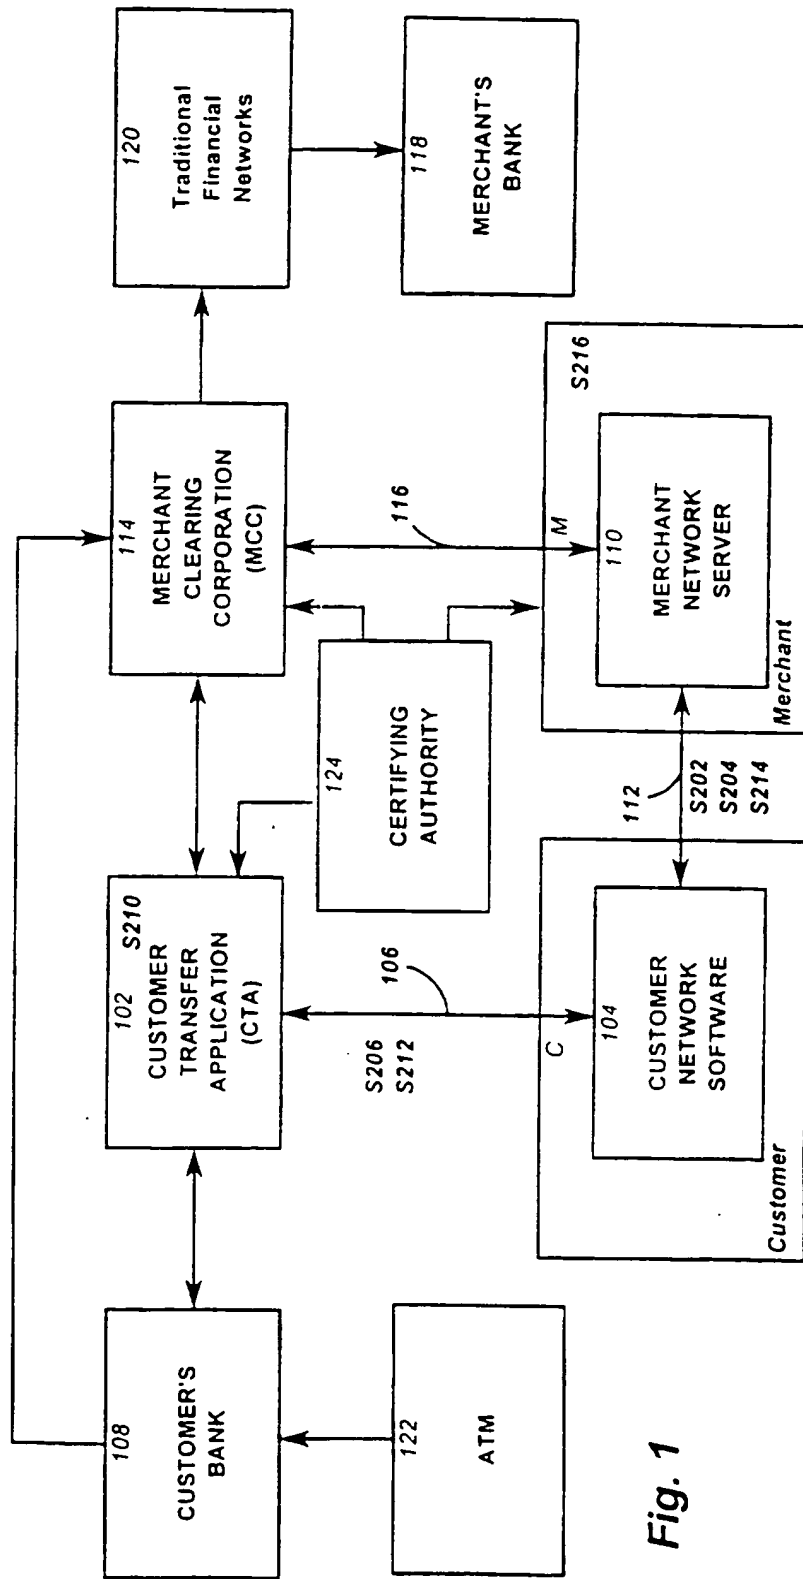 108
CUSTOMER'S
BANK
122
ATM
102
S210
CUSTOMER
TRANSFER
APPLICATION
(CTA)
S206
S212
106
C
104
CUSTOMER
NETWORK
SOFTWARE
Customer
124
CERTIFYING
AUTHORITY
114
MERCHANT
CLEARING
CORPORATION
(MCC)
116
112
S202
S204
S214
M
S216
110
MERCHANT
NETWORK
SERVER
Merchant
120
Traditional
Financial
Networks
118
MERCHANT'S
BANK
Fig. 1